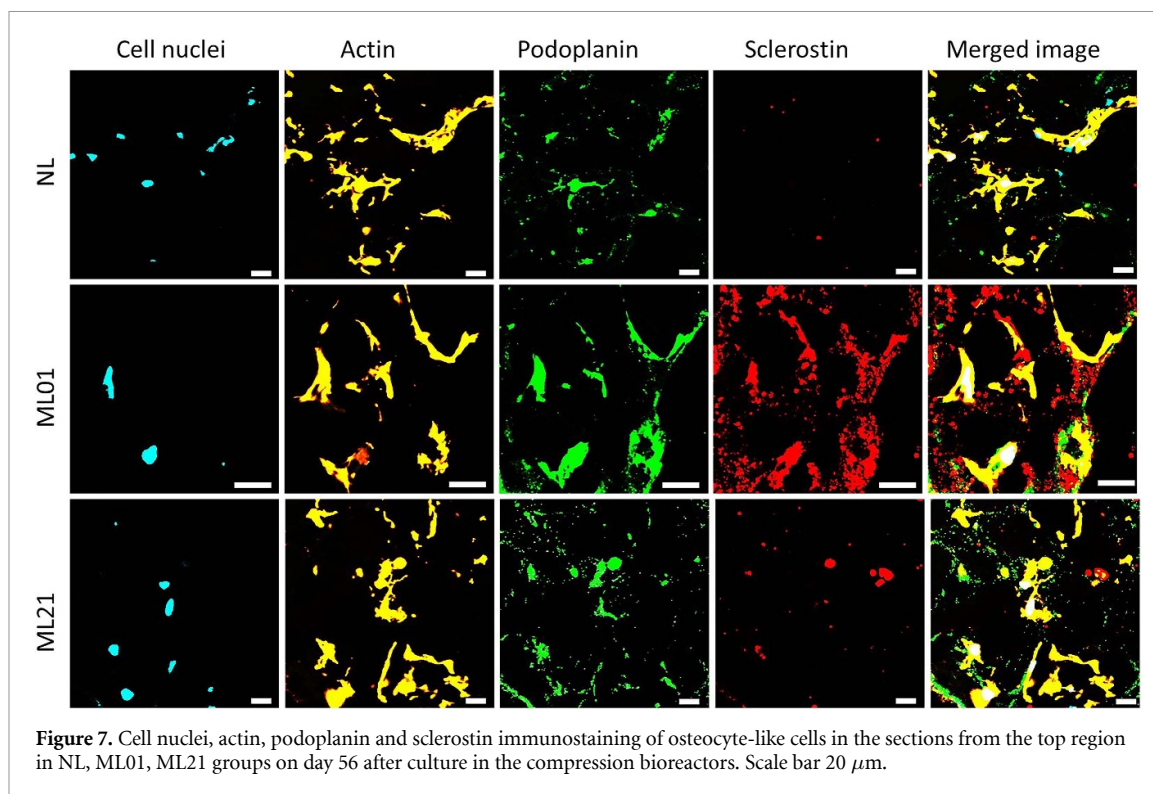 Cell nuclei Actin Podoplanin Sclerostin Merged image
NL
ML01
ML21
Figure 7. Cell nuclei, actin, podoplanin and sclerostin immunostaining of osteocyte-like cells in the sections from the top region
in NL, ML01, ML21 groups on day 56 after culture in the compression bioreactors. Scale bar 20 μm.